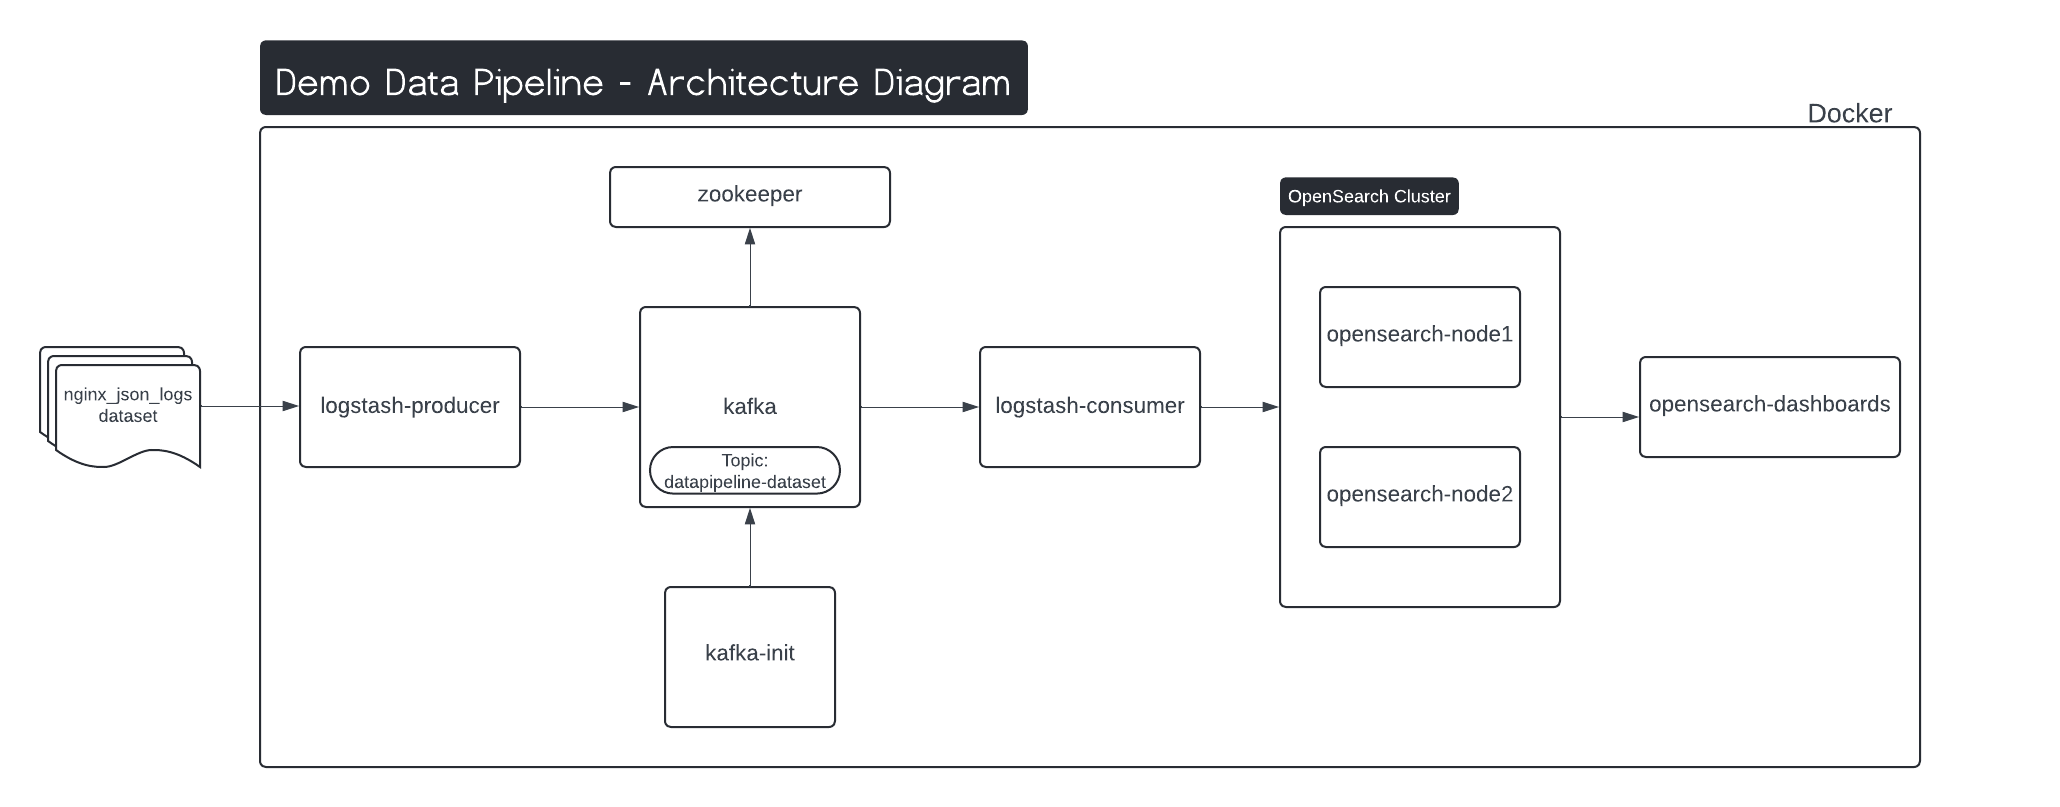 Demo Data Pipeline - Architecture Diagram
Docker
zookeeper
OpenSearch Cluster
opensearch-node1
nginx_json_logs
dataset
logstash-producer
kafka
Topic:
datapipeline-dataset
logstash-consumer
opensearch-dashboards
opensearch-node2
kafka-init